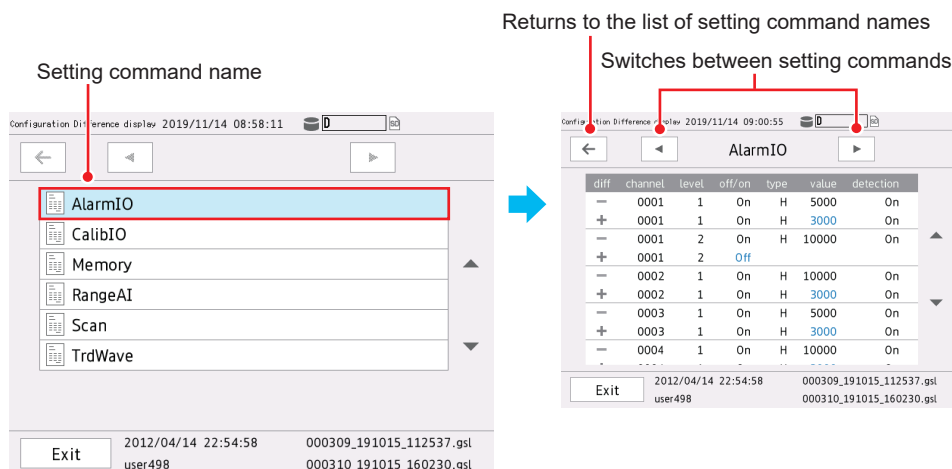 Returns to the list of setting command names
Switches between setting commands
Setting command name
Configuration Difference display 2019/11/14 08:58:11 D SD
AlarmIO
CalibIO
Memory
RangeAI
Scan
TrdWave
Exit 2012/04/14 22:54:58 000309_191015_112537.gsl
user498 000310_191015_160230.gsl
2019/11/14 09:00:55 D SD
AlarmIO
diff channel level off/on type value detection
− 0001 1 On H 5000 On
+ 0001 1 On H 3000 On
− 0001 2 On H 10000 On
+ 0001 2 Off
− 0002 1 On H 10000 On
+ 0002 1 On H 3000 On
− 0003 1 On H 5000 On
+ 0003 1 On H 3000 On
− 0004 1 On H 10000 On
Exit 2012/04/14 22:54:58 000309_191015_112537.gsl
user498 000310_191015_160230.gsl